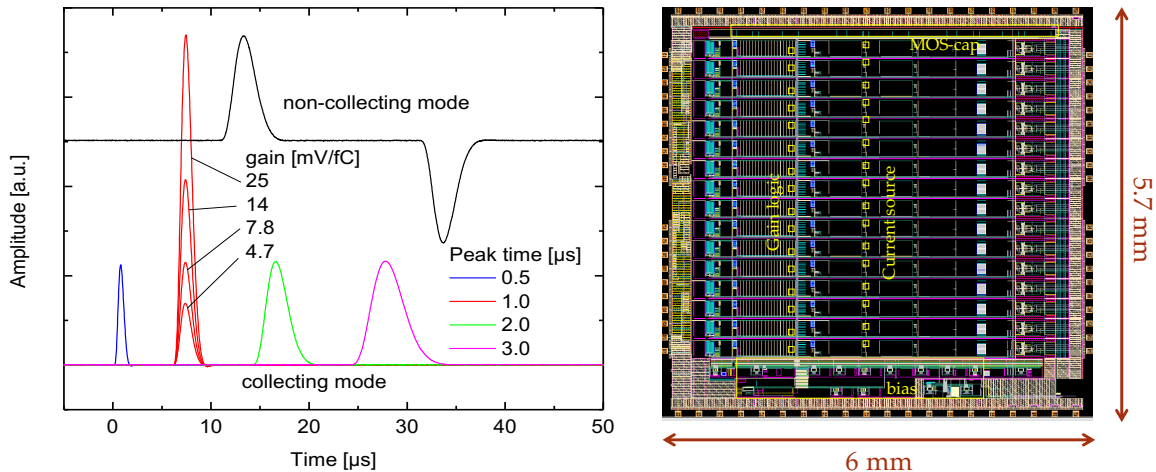 Amplitude [a.u.]
non-collecting mode
gain [mV/fC]
25
14
7.8
4.7
Peak time [µs]
0.5
1.0
2.0
3.0
collecting mode
0 10 20 30 40 50
Time [µs]
MOS-cap
Gain logic
Current source
bias
5.7 mm
6 mm